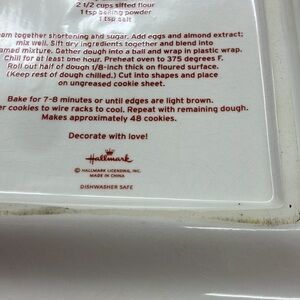 2 1/2 cups sifted flour
1 tsp baking powder
1 tsp salt
eam together shortening and sugar. Add eggs and almond extract;
mix well. Sift dry ingredients together and blend into
amed mixture. Gather dough into a ball and wrap in plastic wrap.
Chill for at least one hour. Preheat oven to 375 degrees F.
Roll out half of dough 1/8-inch thick on floured surface.
(Keep rest of dough chilled.) Cut into shapes and place
on ungreased cookie sheet.
Bake for 7-8 minutes or until edges are light brown.
er cookies to wire racks to cool. Repeat with remaining dough.
Makes approximately 48 cookies.
Decorate with love!
Hallmark
© HALLMARK LICENSING, INC.
MADE IN CHINA
DISHWASHER SAFE